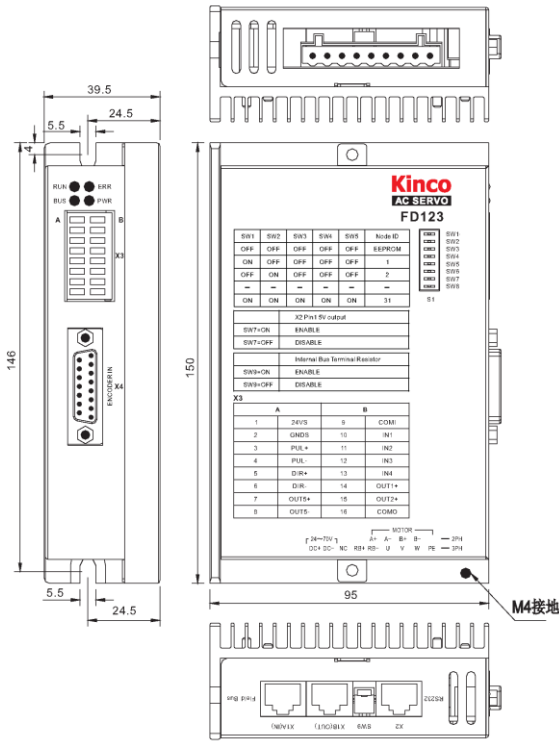 39.5
24.5
5.5
4
RUN ERR
BUS PWR
A B
X3
ENCODER IN X4
146
150
5.5
24.5
Kinco
AC SERVO
FD123
SW1 SW2 SW3 SW4 SW5 Node ID
OFF OFF OFF OFF OFF EEPROM
ON OFF OFF OFF OFF 1
OFF ON OFF OFF OFF 2
– – – – – –
ON ON ON ON ON 31
SW1
SW2
SW3
SW4
SW5
SW6
SW7
SW8
S1
X2 Pin1 5V output
SW7=ON ENABLE
SW7=OFF DISABLE
Internal Bus Terminal Resistor
SW9=ON ENABLE
SW9=OFF DISABLE
X3
A B
1 24VS 9 COMI
2 GNDS 10 IN1
3 PUL+ 11 IN2
4 PUL- 12 IN3
5 DIR+ 13 IN4
6 DIR- 14 OUT1+
7 OUT5+ 15 OUT2+
8 OUT5- 16 COMO
MOTOR
24—70V A+ A- B+ B- — 2PH
DC+ DC- NC RB+ RB- U V W PE — 3PH
95
M4接地
Field Bus X1A(IN) X1B(OUT) SW9 X2 RS232